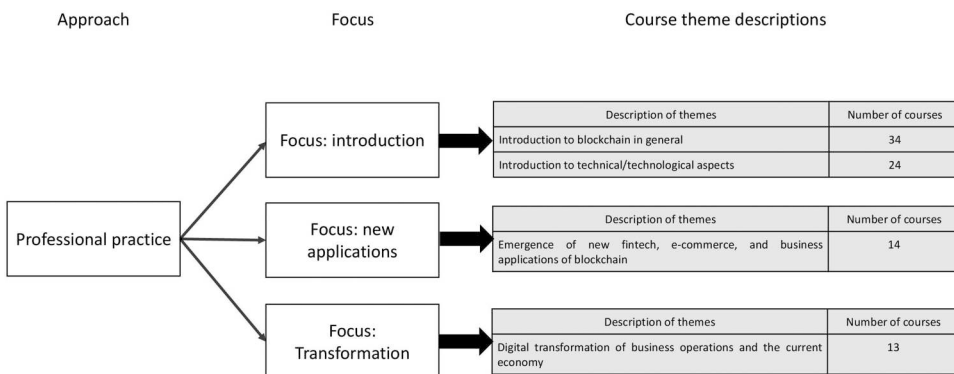 Approach
Focus
Course theme descriptions
Focus: introduction
Description of themes
Number of courses
Introduction to blockchain in general
34
Introduction to technical/technological aspects
24
Professional practice
Focus: new
applications
Description of themes
Number of courses
Emergence of new fintech, e-commerce, and business
applications of blockchain
14
Focus:
Transformation
Description of themes
Number of courses
Digital transformation of business operations and the current
economy
13